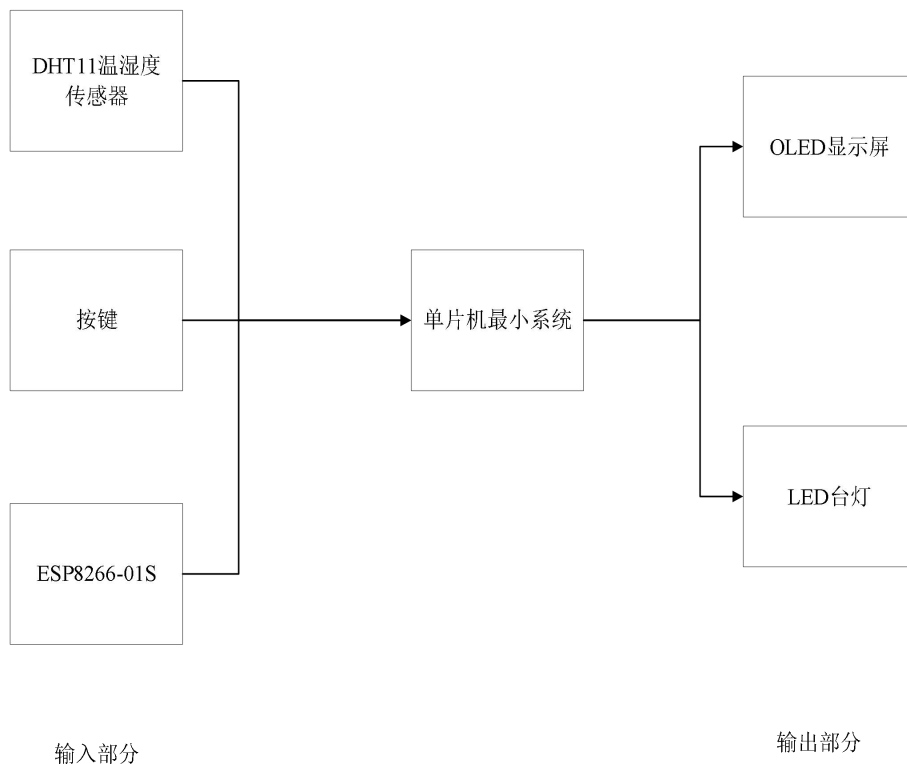 DHT11温湿度
传感器
按键
ESP8266-01S
单片机最小系统
OLED显示屏
LED台灯
输入部分
输出部分